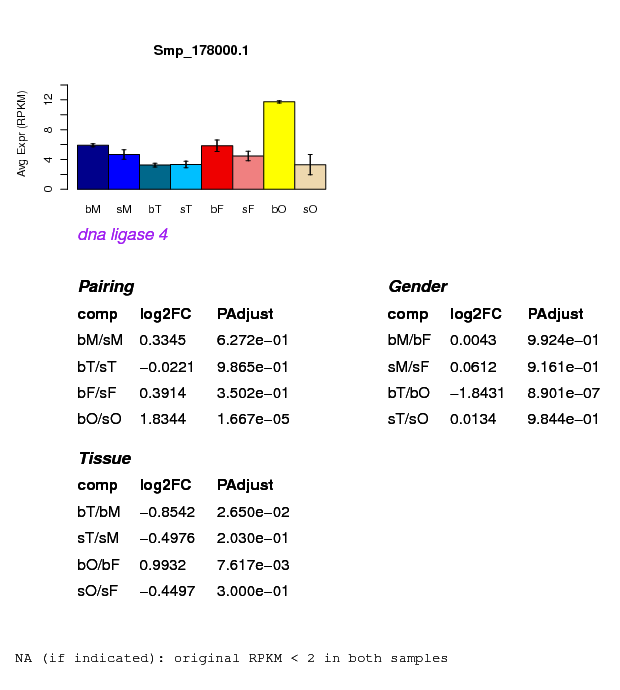 Smp_178000.1
Avg Expr (RPKM)
0 4 8 12
bM sM bT sT bF sF bO sO
dna ligase 4
Pairing
comp log2FC PAdjust
bM/sM 0.3345 6.272e−01
bT/sT −0.0221 9.865e−01
bF/sF 0.3914 3.502e−01
bO/sO 1.8344 1.667e−05
Gender
comp log2FC PAdjust
bM/bF 0.0043 9.924e−01
sM/sF 0.0612 9.161e−01
bT/bO −1.8431 8.901e−07
sT/sO 0.0134 9.844e−01
Tissue
comp log2FC PAdjust
bT/bM −0.8542 2.650e−02
sT/sM −0.4976 2.030e−01
bO/bF 0.9932 7.617e−03
sO/sF −0.4497 3.000e−01
NA (if indicated): original RPKM < 2 in both samples